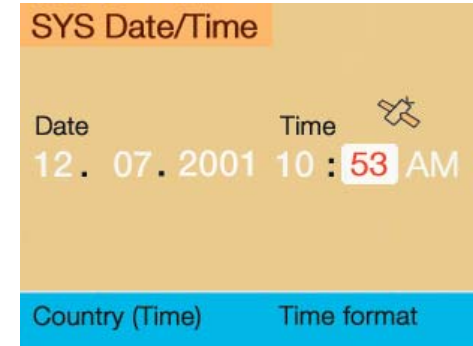 SYS Date/Time
Date Time
12. 07. 2001 10 : 53 AM
Country (Time) Time format